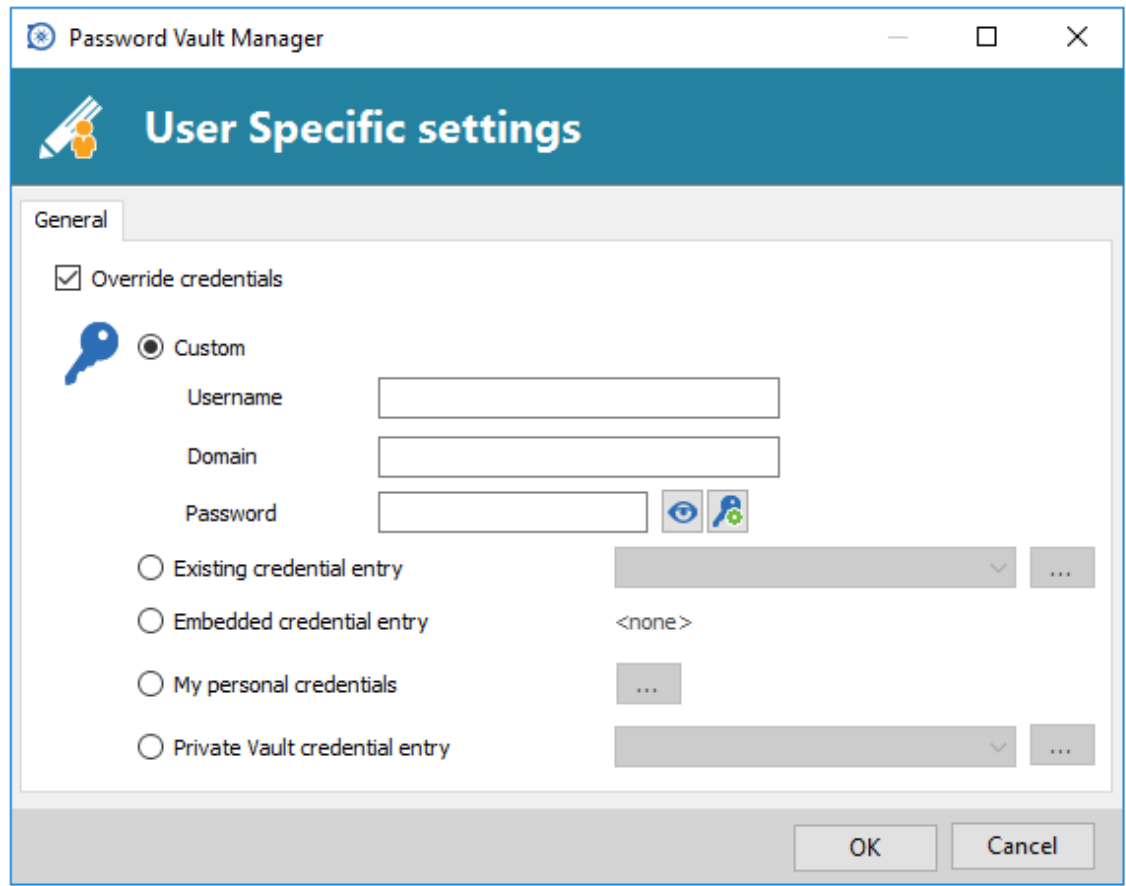 Password Vault Manager
User Specific settings
General
Override credentials
Custom
Username
Domain
Password
Existing credential entry ...
Embedded credential entry <none>
My personal credentials ...
Private Vault credential entry ...
OK Cancel